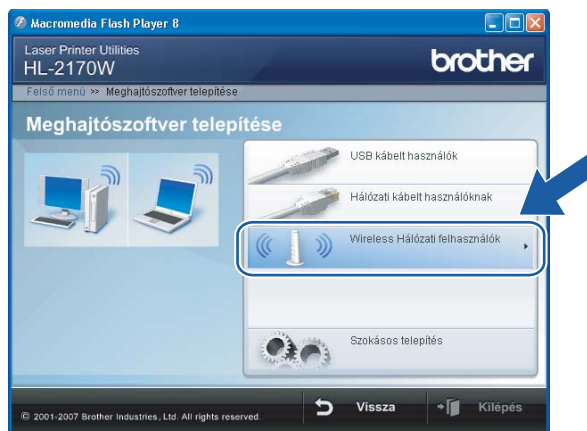 Macromedia Flash Player 8
Laser Printer Utilities
HL-2170W
brother
Felső menü >> Meghajtószoftver telepítése
Meghajtószoftver telepítése
USB kábelt használók
Hálózati kábelt használóknak
Wireless Hálózati felhasználók
Szokásos telepítés
© 2001-2007 Brother Industries, Ltd. All rights reserved.
Vissza
Kilépés